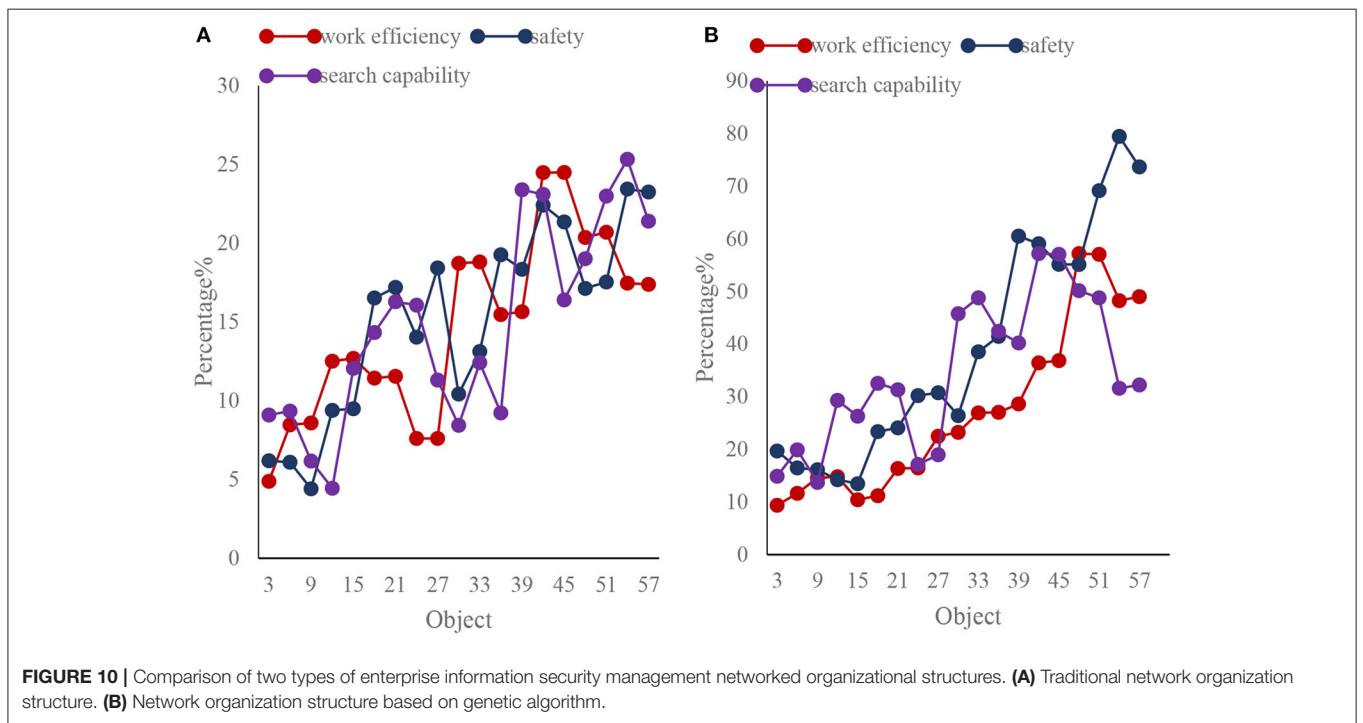 A
work efficiency
safety
search capability
30
25
20
15
10
5
0
Percentage%
3 9 15 21 27 33 39 45 51 57
Object
B
work efficiency
safety
search capability
90
80
70
60
50
40
30
20
10
0
Percentage%
3 9 15 21 27 33 39 45 51 57
Object
FIGURE 10 | Comparison of two types of enterprise information security management networked organizational structures. (A) Traditional network organization
structure. (B) Network organization structure based on genetic algorithm.